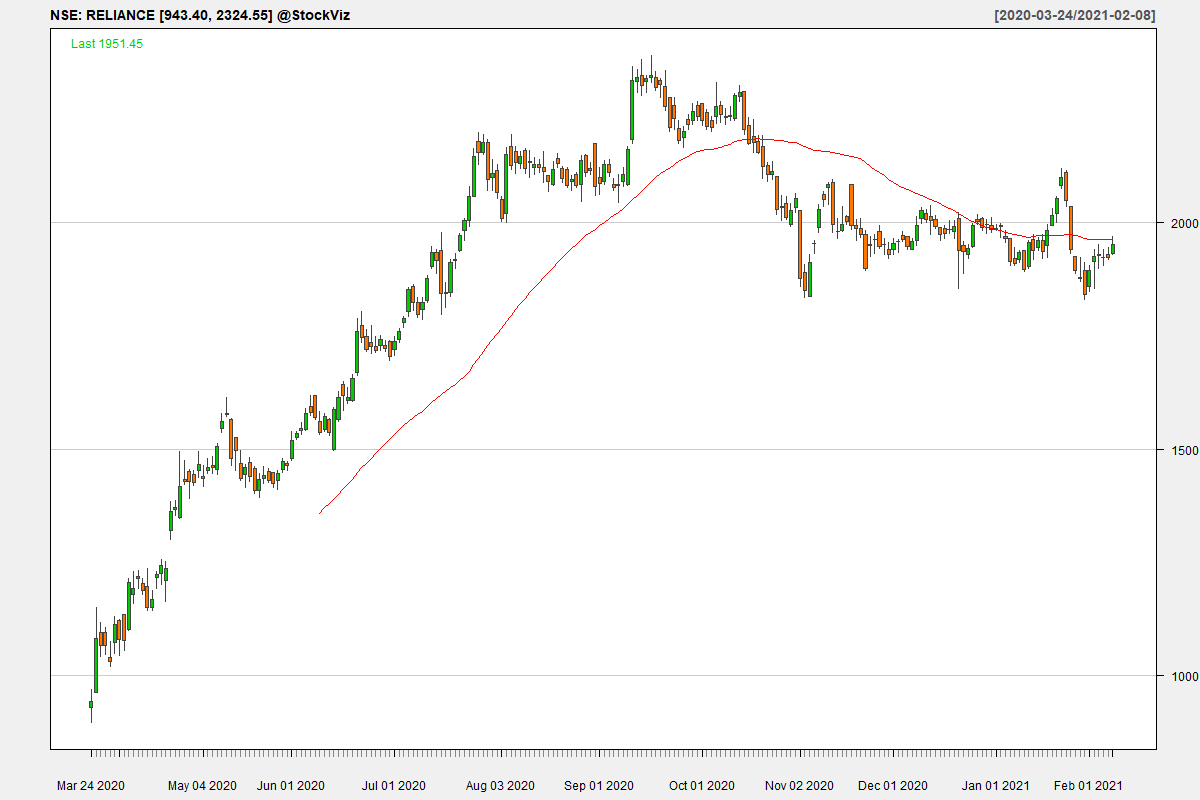 NSE: RELIANCE [943.40, 2324.55] @StockViz [2020-03-24/2021-02-08]
Last 1951.45
2000
1500
1000
Mar 24 2020 May 04 2020 Jun 01 2020 Jul 01 2020 Aug 03 2020 Sep 01 2020 Oct 01 2020 Nov 02 2020 Dec 01 2020 Jan 01 2021 Feb 01 2021